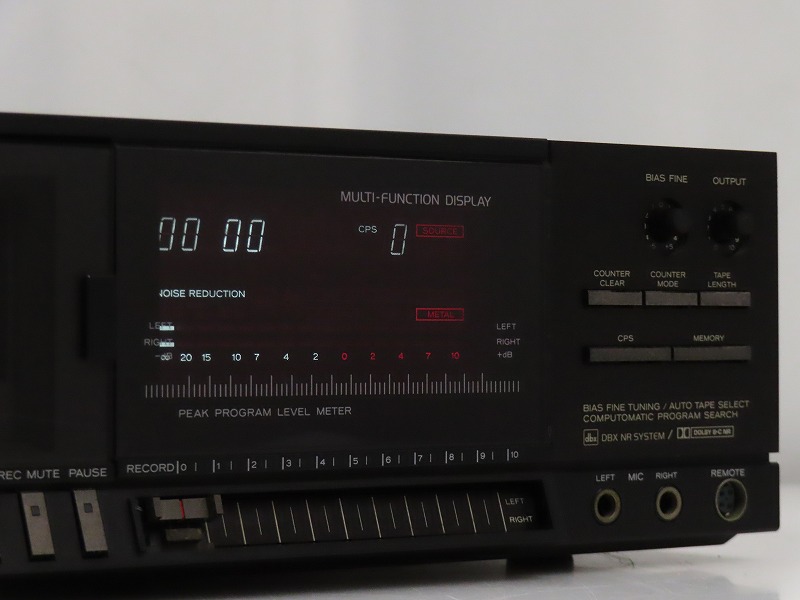 MULTI-FUNCTION DISPLAY
00 00
CPS 0 SOURCE
NOISE REDUCTION
METAL
LEFT LEFT
RIGHT RIGHT
-dB 20 15 10 7 4 2 0 2 4 7 10 +dB
PEAK PROGRAM LEVEL METER
BIAS FINE OUTPUT
COUNTER CLEAR
COUNTER MODE
TAPE LENGTH
CPS MEMORY
BIAS FINE TUNING / AUTO TAPE SELECT
COMPUTOMATIC PROGRAM SEARCH
dbx DBX NR SYSTEM / DOLBY B-C NR
REC MUTE PAUSE
RECORD 0 1 2 3 4 5 6 7 8 9 10
LEFT
RIGHT
LEFT MIC RIGHT REMOTE